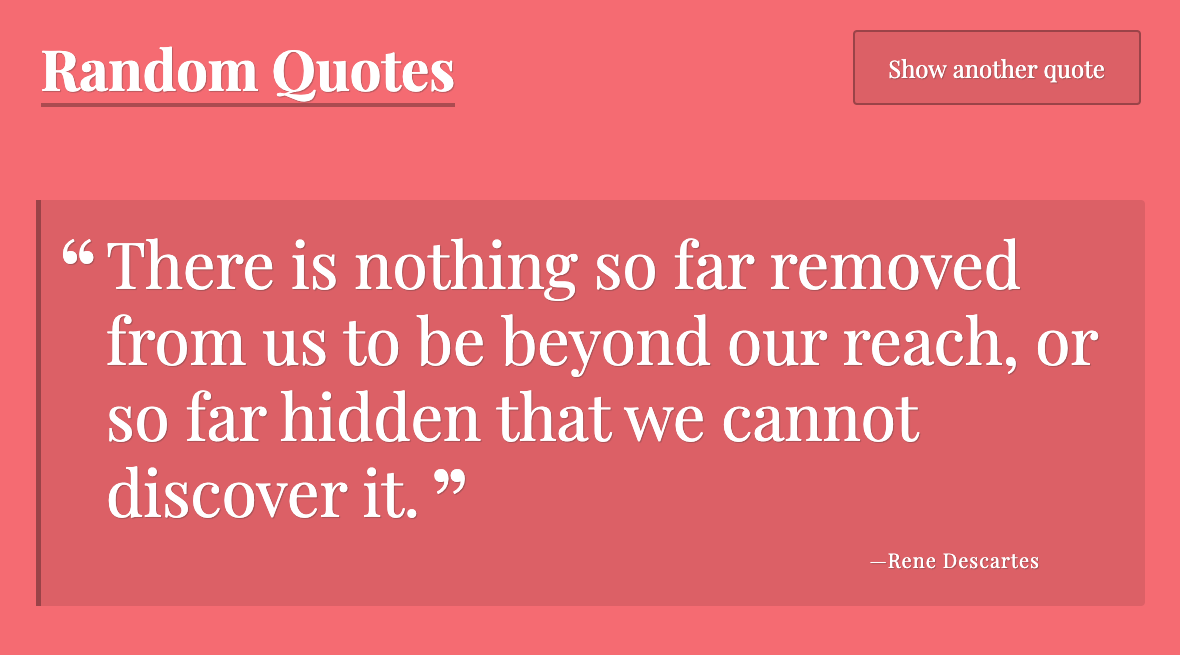 Random Quotes
Show another quote
“ There is nothing so far removed
from us to be beyond our reach, or
so far hidden that we cannot
discover it. ”
—Rene Descartes